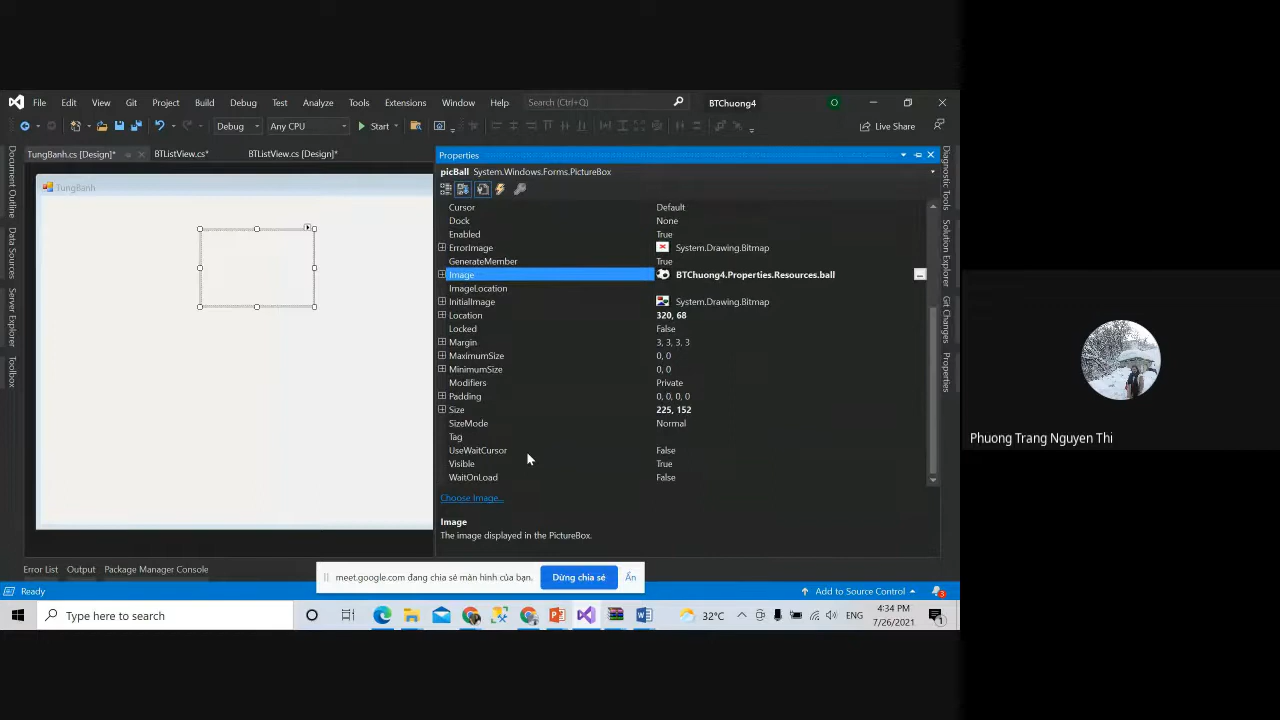 File Edit View Git Project Build Debug Test Analyze Tools Extensions Window Help Search (Ctrl+Q) BTChuong4 O
Debug Any CPU Start Live Share
TungBanh.cs [Design]* BTListView.cs* BTListView.cs [Design]*
Document Outline
Data Sources
Server Explorer
Toolbox
TungBanh
Properties
picBall System.Windows.Forms.PictureBox
Cursor Default
Dock None
Enabled True
ErrorImage System.Drawing.Bitmap
GenerateMember True
Image BTChuong4.Properties.Resources.ball
ImageLocation
InitialImage System.Drawing.Bitmap
Location 320, 68
Locked False
Margin 3, 3, 3, 3
MaximumSize 0, 0
MinimumSize 0, 0
Modifiers Private
Padding 0, 0, 0, 0
Size 225, 152
SizeMode Normal
Tag
UseWaitCursor False
Visible True
WaitOnLoad False
Choose Image...
Image
The image displayed in the PictureBox.
Diagnostic Tools
Solution Explorer
Git Changes
Properties
Phuong Trang Nguyen Thi
Error List Output Package Manager Console
meet.google.com đang chia sẻ màn hình của bạn. Dừng chia sẻ Ẩn
Ready Add to Source Control 3
Type here to search 32°C ENG 4:34 PM
7/26/2021 1